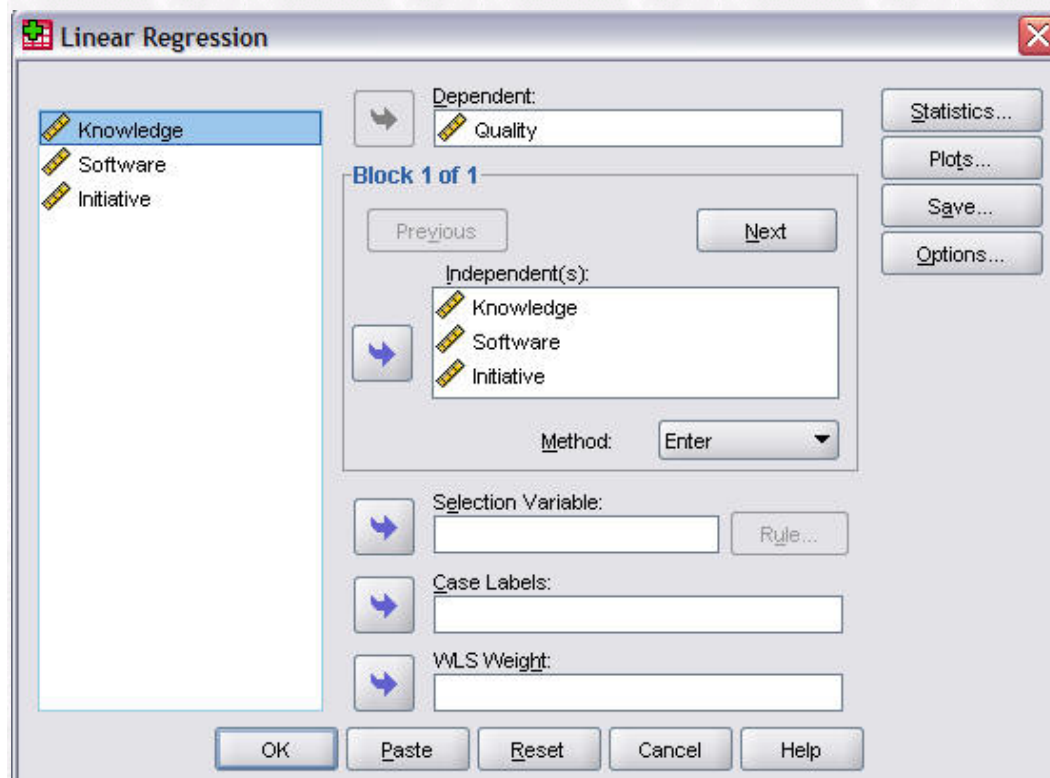 Linear Regression
Knowledge
Software
Initiative
Dependent:
Quality
Block 1 of 1
Previous
Next
Independent(s):
Knowledge
Software
Initiative
Method:
Enter
Selection Variable:
Rule...
Case Labels:
WLS Weight:
Statistics...
Plots...
Save...
Options...
OK
Paste
Reset
Cancel
Help